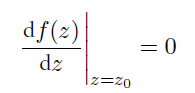 df(z)/dz |_{z=z_0} = 0